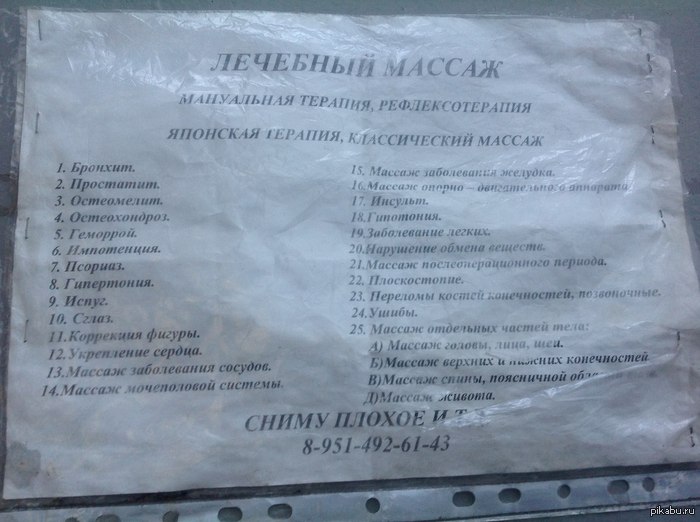 ЛЕЧЕБНЫЙ МАССАЖ
МАНУАЛЬНАЯ ТЕРАПИЯ, РЕФЛЕКСОТЕРАПИЯ
ЯПОНСКАЯ ТЕРАПИЯ, КЛАССИЧЕСКИЙ МАССАЖ
1. Бронхит.
2. Простатит.
3. Остеомелит.
4. Остеохондроз.
5. Геморрой.
6. Импотенция.
7. Псориаз.
8. Гипертония.
9. Испуг.
10. Сглаз.
11.Коррекция фигуры.
12.Укрепление сердца.
13.Массаж заболевания сосудов.
14.Массаж мочеполовой системы.
15. Массаж заболевания желудка.
16.Массаж опорно – двигательного аппарата.
17. Инсульт.
18.Гипотония.
19.Заболевание легких.
20.Нарушение обмена веществ.
21.Массаж послеоперационного периода.
22. Плоскостопие.
23. Переломы костей конечностей, позвоночные.
24.Ушибы.
25. Массаж отдельных частей тела:
А) Массаж головы, лица, шеи.
Б)Массаж верхних и нижних конечностей
В)Массаж спины, поясничной
Д)Массаж живота.
СНИМУ ПЛОХОЕ И Т.
8-951-492-61-43
pikabu.ru